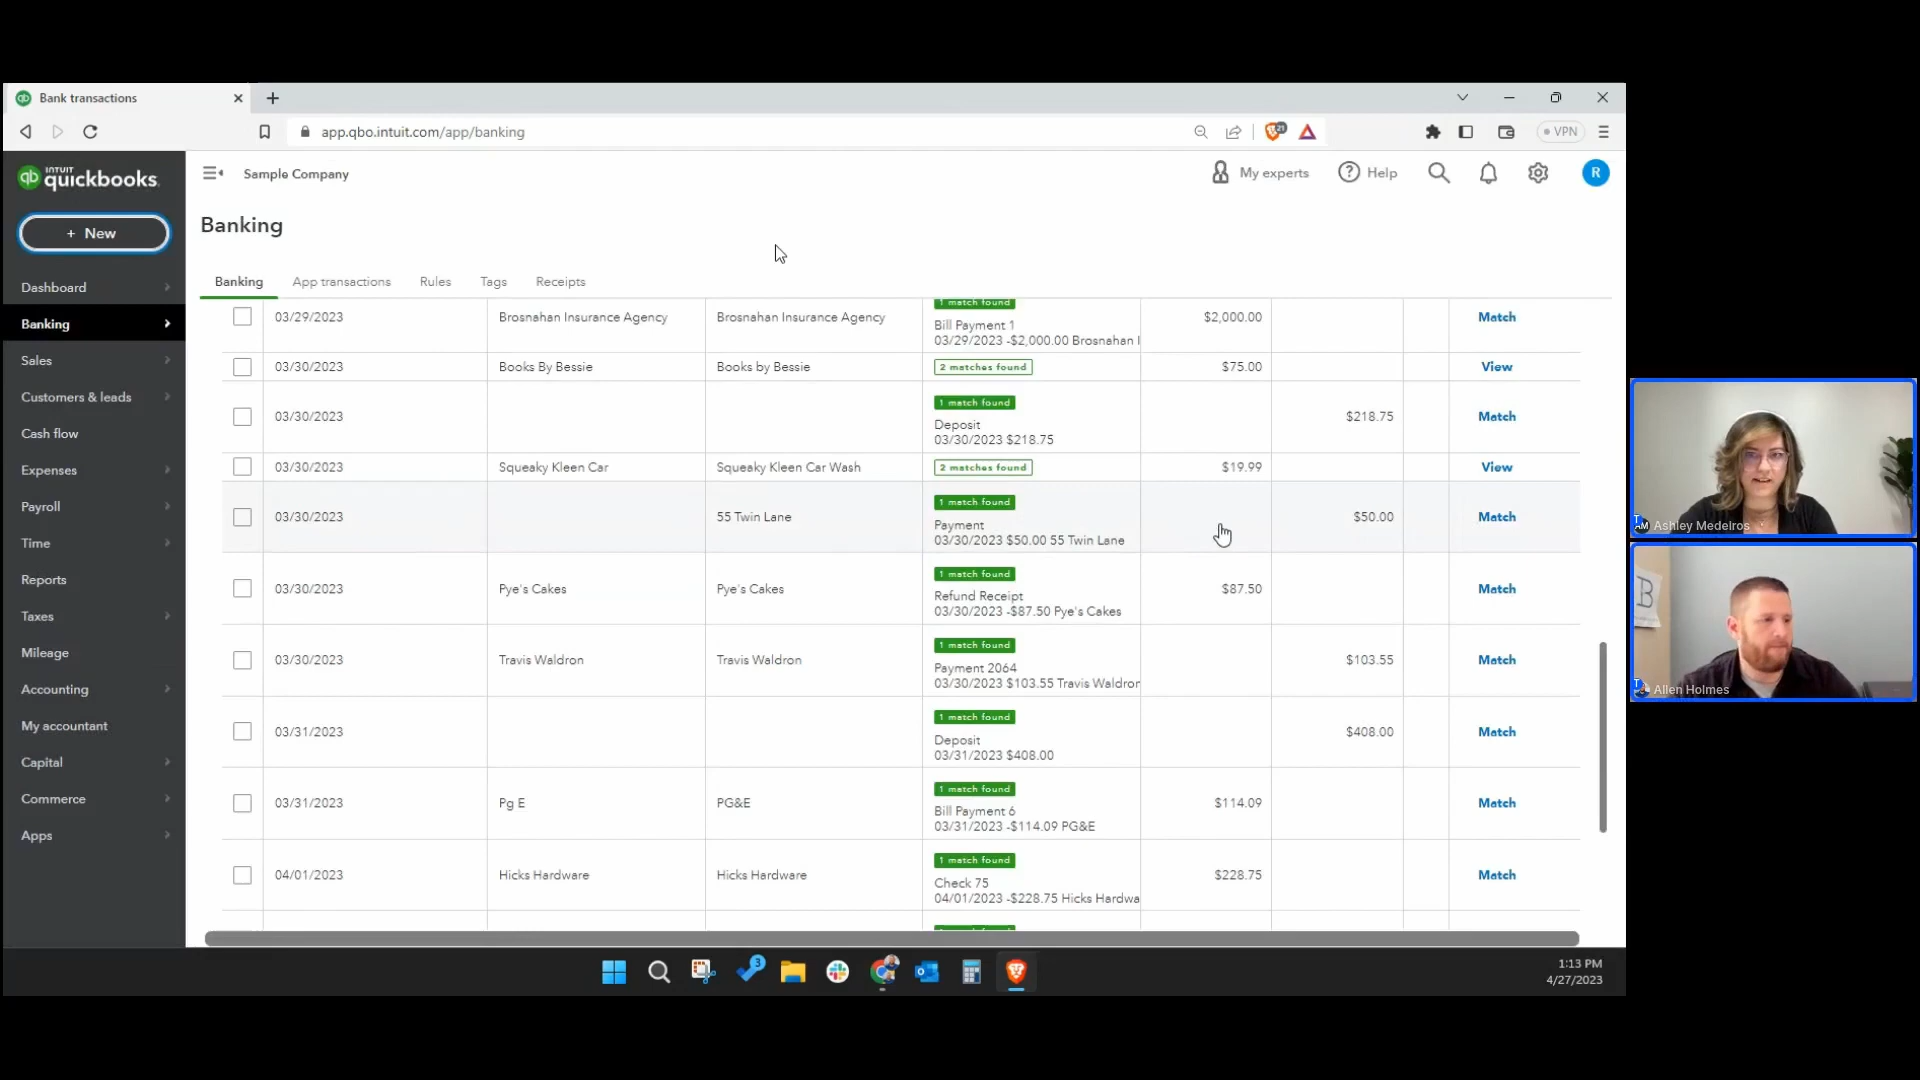 Bank transactions
app.qbo.intuit.com/app/banking
21
VPN
INTUIT
quickbooks
qb
Sample Company
My experts
Help
R
+ New
Banking
Banking
App transactions
Rules
Tags
Receipts
Dashboard
Banking
Sales
Customers & leads
Cash flow
Expenses
Payroll
Time
Reports
Taxes
Mileage
Accounting
My accountant
Capital
Commerce
Apps
1 match found
03/29/2023 Brosnahan Insurance Agency Brosnahan Insurance Agency $2,000.00 Match
Bill Payment 1
03/29/2023 -$2,000.00 Brosnahan I
03/30/2023 Books By Bessie Books by Bessie 2 matches found $75.00 View
1 match found
03/30/2023 $218.75 Match
Deposit
03/30/2023 $218.75
03/30/2023 Squeaky Kleen Car Squeaky Kleen Car Wash 2 matches found $19.99 View
1 match found
03/30/2023 55 Twin Lane $50.00 Match
Payment
03/30/2023 $50.00 55 Twin Lane
1 match found
03/30/2023 Pye's Cakes Pye's Cakes $87.50 Match
Refund Receipt
03/30/2023 -$87.50 Pye's Cakes
1 match found
03/30/2023 Travis Waldron Travis Waldron $103.55 Match
Payment 2064
03/30/2023 $103.55 Travis Waldron
1 match found
03/31/2023 $408.00 Match
Deposit
03/31/2023 $408.00
1 match found
03/31/2023 Pg E PG&E $114.09 Match
Bill Payment 6
03/31/2023 -$114.09 PG&E
1 match found
04/01/2023 Hicks Hardware Hicks Hardware $228.75 Match
Check 75
04/01/2023 -$228.75 Hicks Hardwa
3
1:13 PM
4/27/2023
Ashley Medeiros
B
Allen Holmes